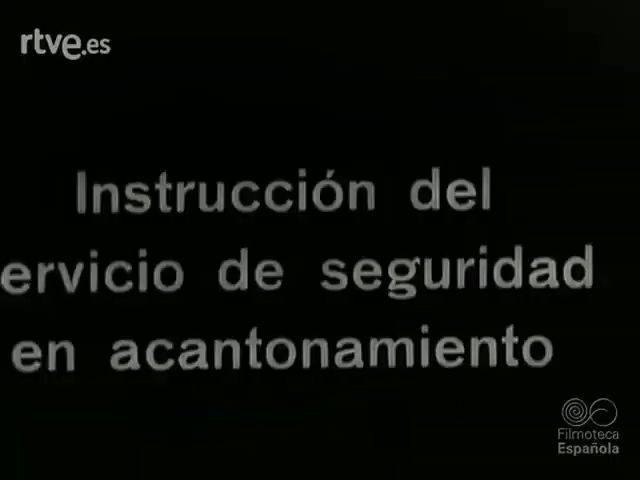 rtve.es
Instrucción del
ervicio de seguridad
en acantonamiento
Filmoteca
Española